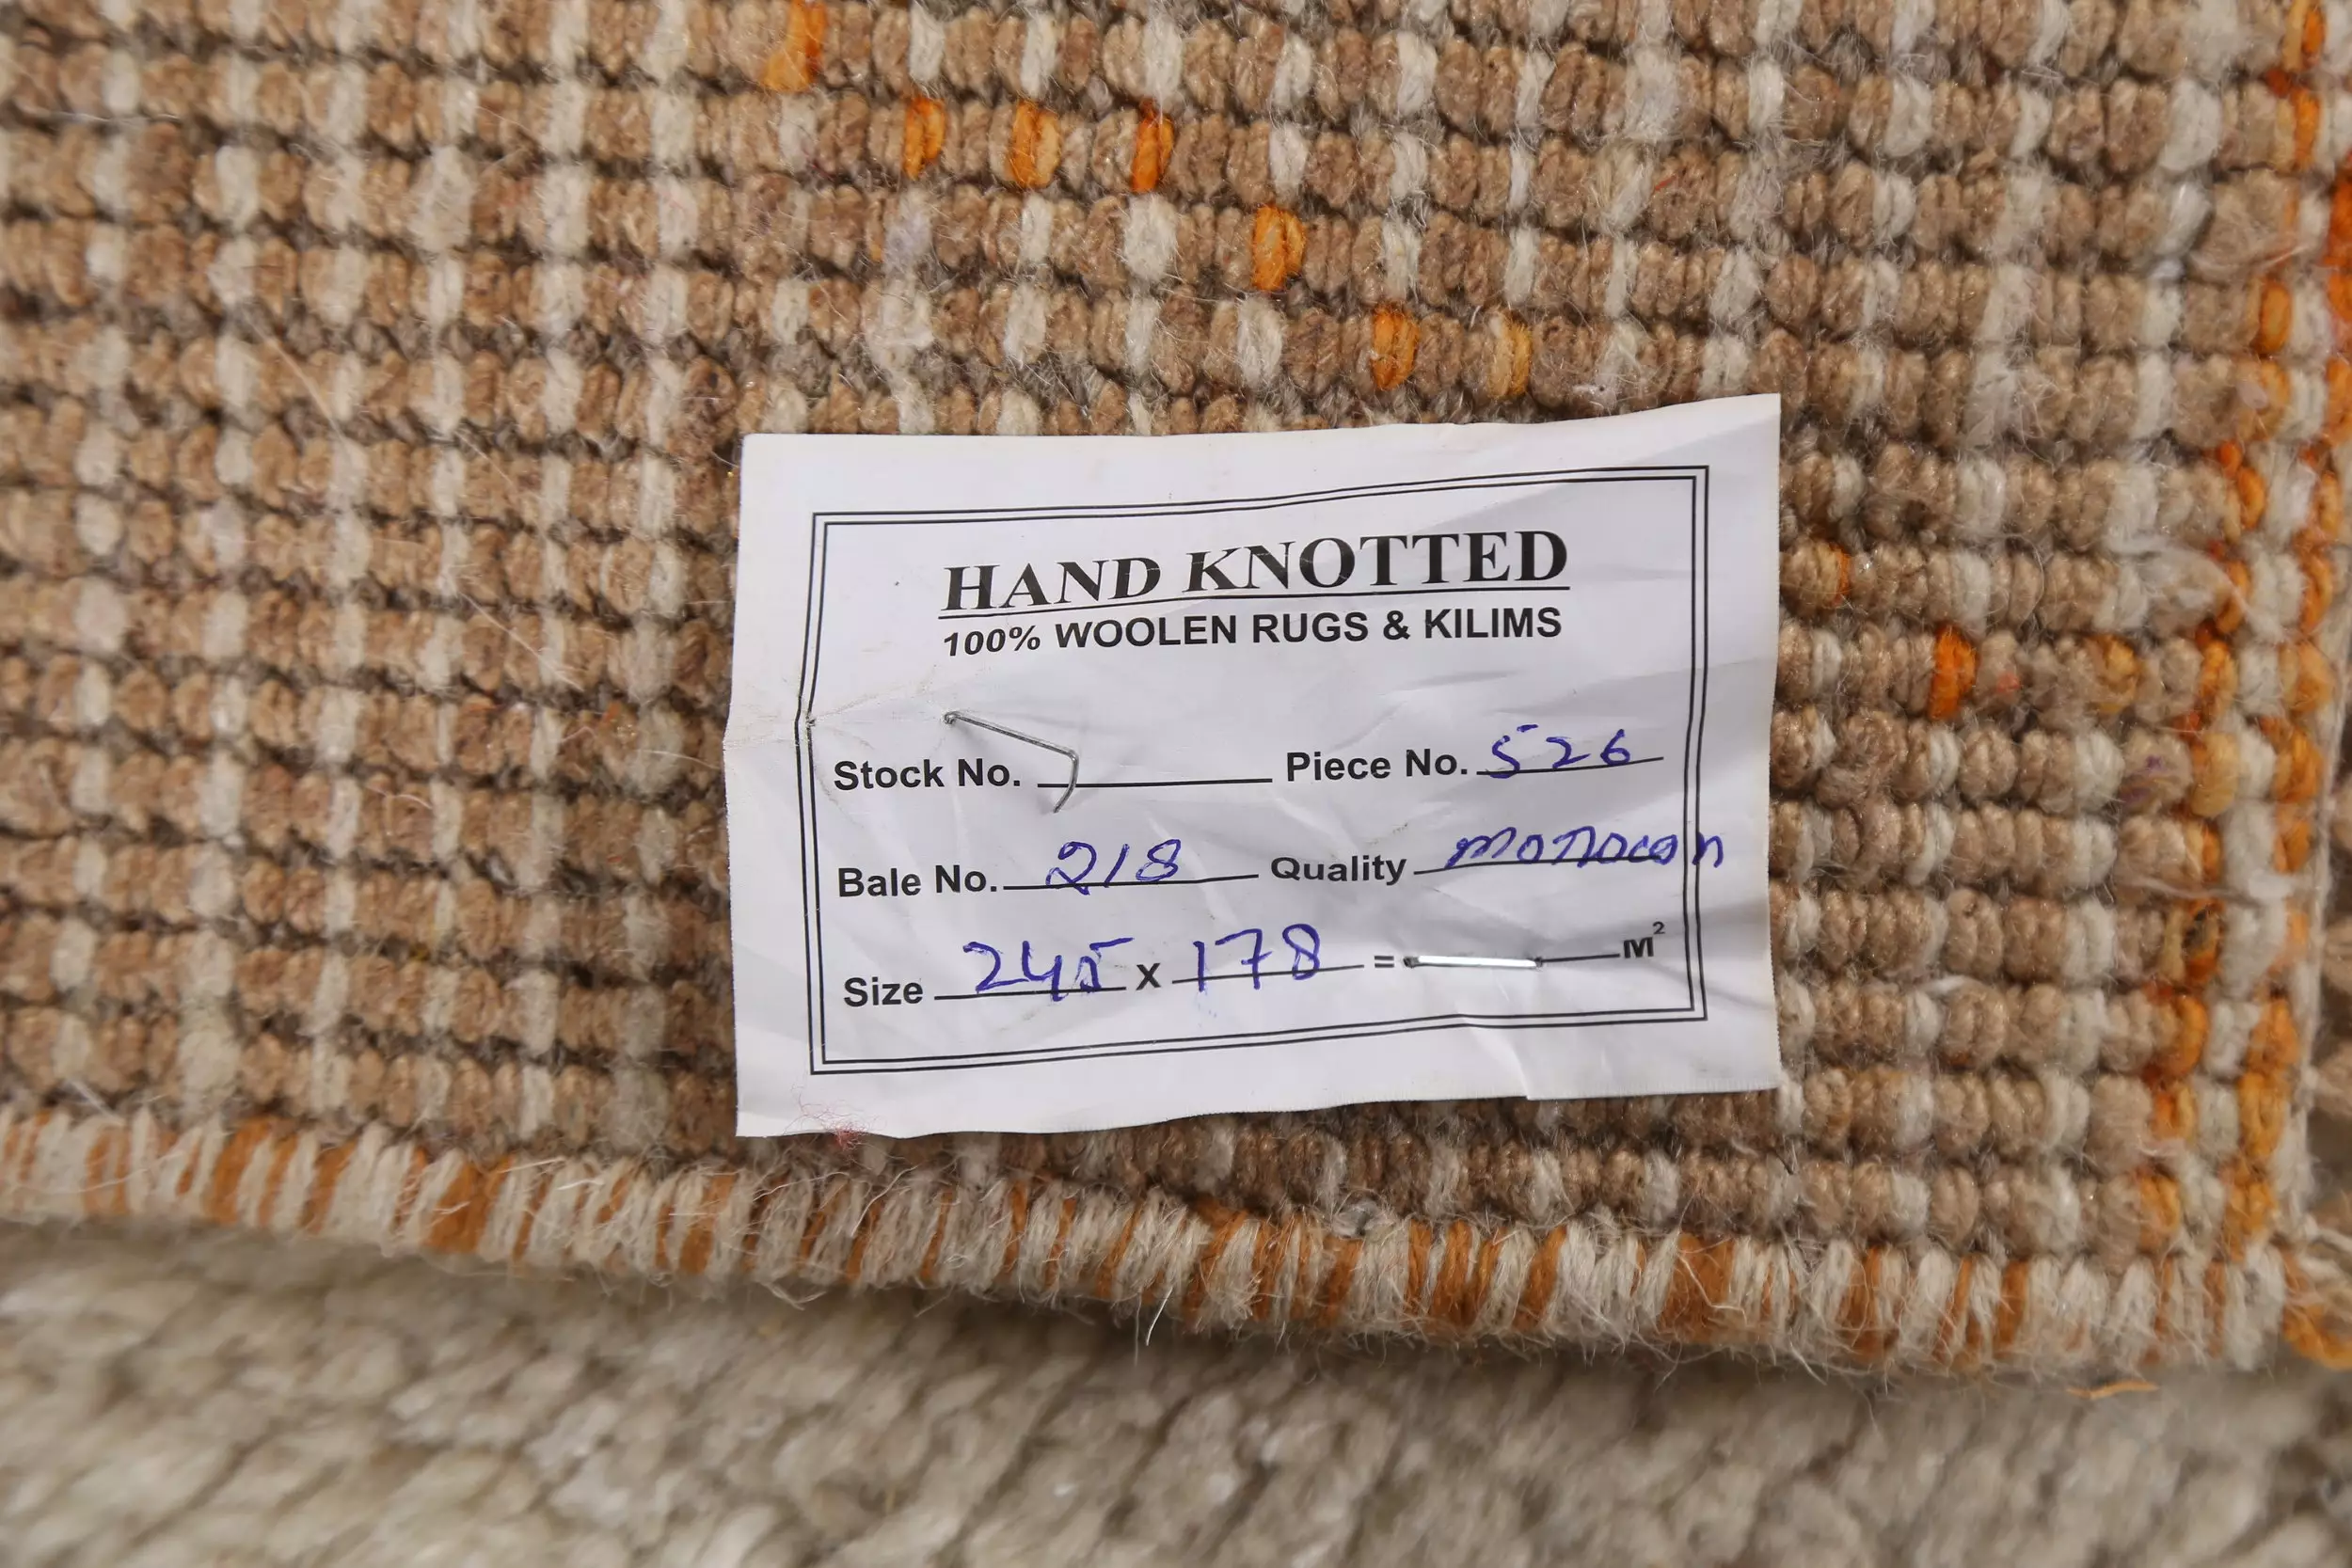 HAND KNOTTED
100% WOOLEN RUGS & KILIMS
Stock No. Piece No. 526
Bale No. 218 Quality
Size 245 x 178 = M²